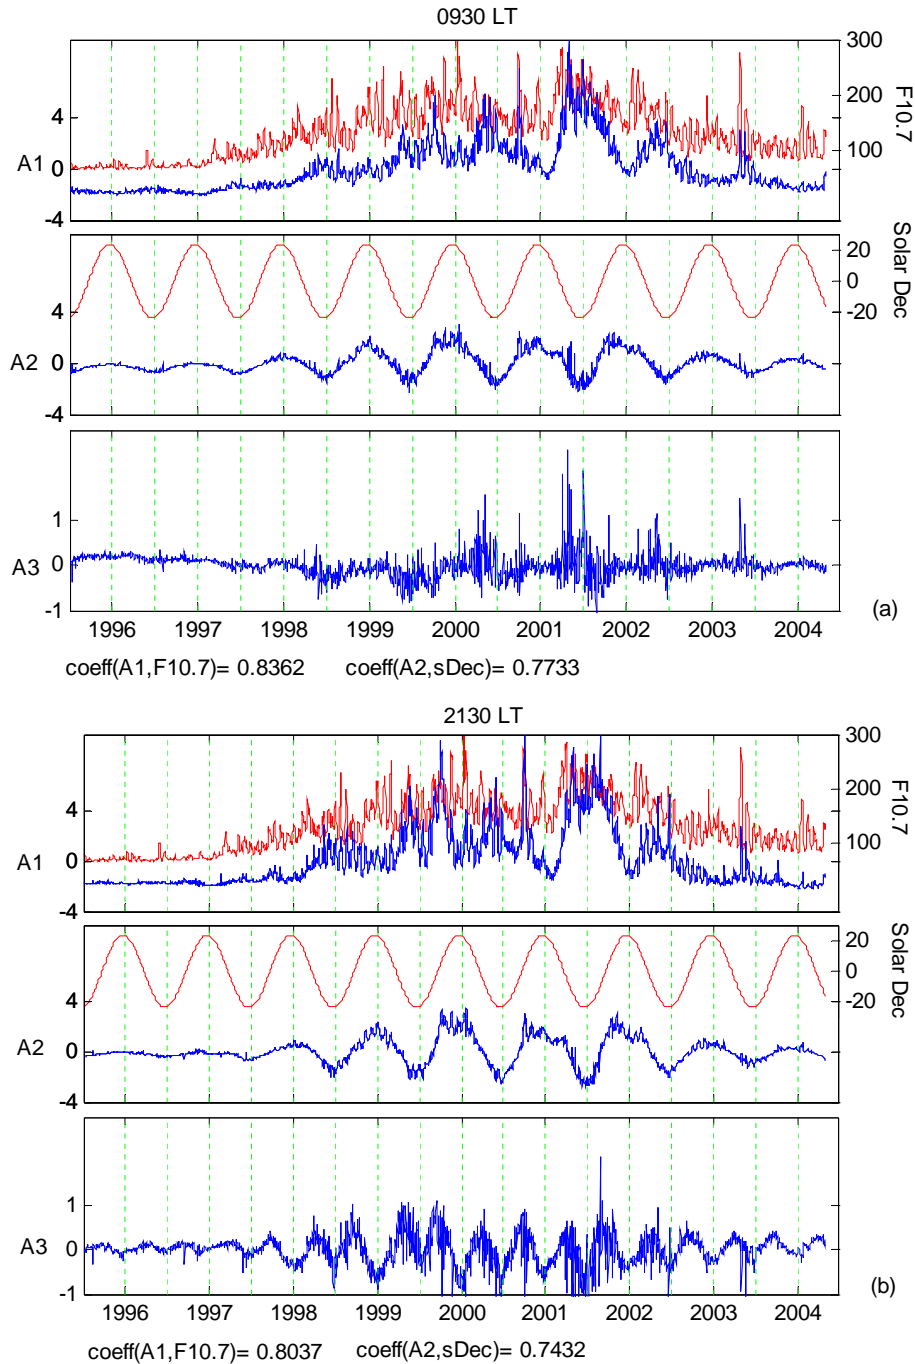 0930 LT
300
F10.7
200
4
A1
100
0
-4
Solar Dec
20
0
4
-20
A2
0
-4
1
A3
0
-1
(a)
1996 1997 1998 1999 2000 2001 2002 2003 2004
coeff(A1,F10.7)= 0.8362 coeff(A2,sDec)= 0.7733
2130 LT
300
F10.7
200
4
100
A1
0
-4
Solar Dec
20
0
4
-20
A2
0
-4
1
A3
0
-1
(b)
1996 1997 1998 1999 2000 2001 2002 2003 2004
coeff(A1,F10.7)= 0.8037 coeff(A2,sDec)= 0.7432